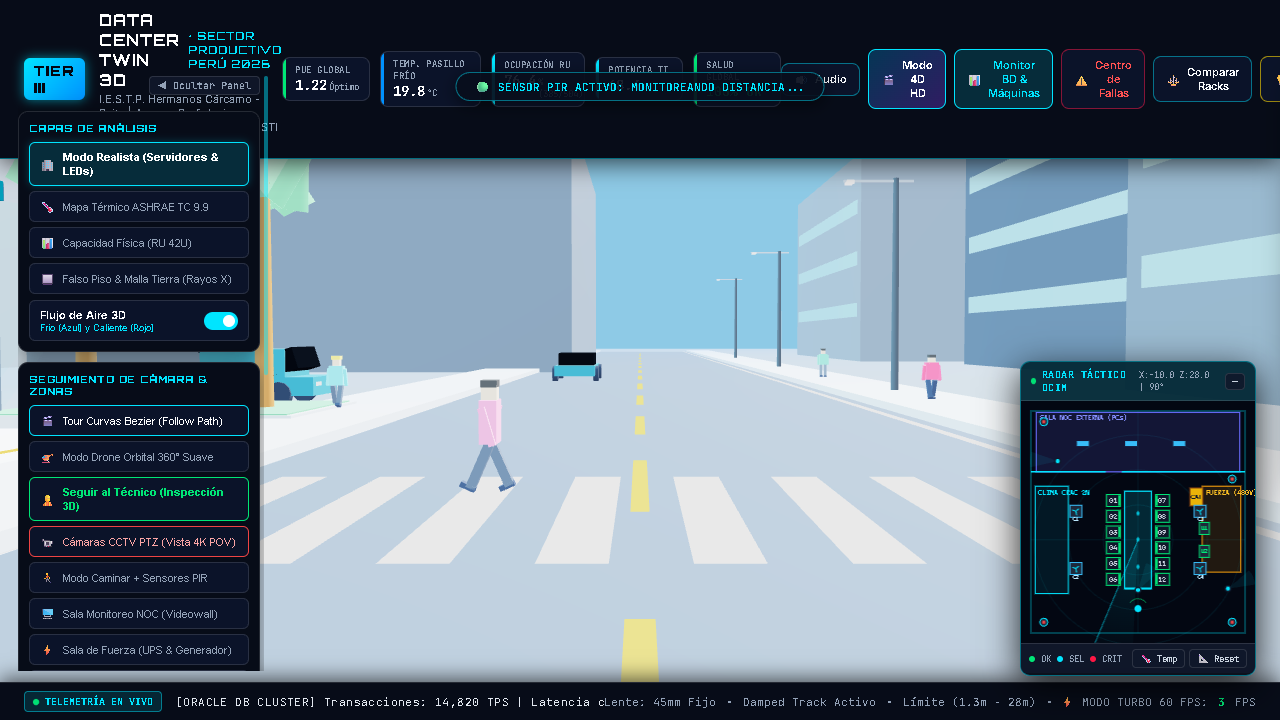 TIER
III
DATA
CENTER
TWIN
3D
· SECTOR
PRODUCTIVO
PERÚ 2026
◀ Ocultar Panel
I.E.S.T.P. Hermanos Cárcamo -
STI
PUE GLOBAL
1.22 Óptimo
TEMP. PASILLO
FRÍO
19.8 °C
OCUPACIÓN RU
POTENCIA IT
SALUD
SENSOR PIR ACTIVO: MONITOREANDO DISTANCIA...
Audio
Modo
4D
HD
Monitor
BD &
Máquinas
Centro
de
Fallas
Comparar
Racks
CAPAS DE ANÁLISIS
Modo Realista (Servidores &
LEDs)
Mapa Térmico ASHRAE TC 9.9
Capacidad Física (RU 42U)
Falso Piso & Malla Tierra (Rayos X)
Flujo de Aire 3D
Frío (Azul) y Caliente (Rojo)
SEGUIMIENTO DE CÁMARA &
ZONAS
Tour Curvas Bezier (Follow Path)
Modo Drone Orbital 360° Suave
Seguir al Técnico (Inspección
3D)
Cámaras CCTV PTZ (Vista 4K POV)
Modo Caminar + Sensores PIR
Sala Monitoreo NOC (Videowall)
Sala de Fuerza (UPS & Generador)
RADAR TÁCTICO
DCIM
X:-10.0 Z:28.0
| 90°
—
SALA NOC EXTERNA (PCs)
CLIMA CRAC 2N
FUERZA (480V)
01
02
03
04
05
06
07
08
09
10
11
12
OK
SEL
CRIT
Temp
Reset
TELEMETRÍA EN VIVO
[ORACLE DB CLUSTER] Transacciones: 14,820 TPS | Latencia c
Lente: 45mm Fijo - Damped Track Activo - Límite (1.3m - 28m) -
MODO TURBO 60 FPS: 3 FPS